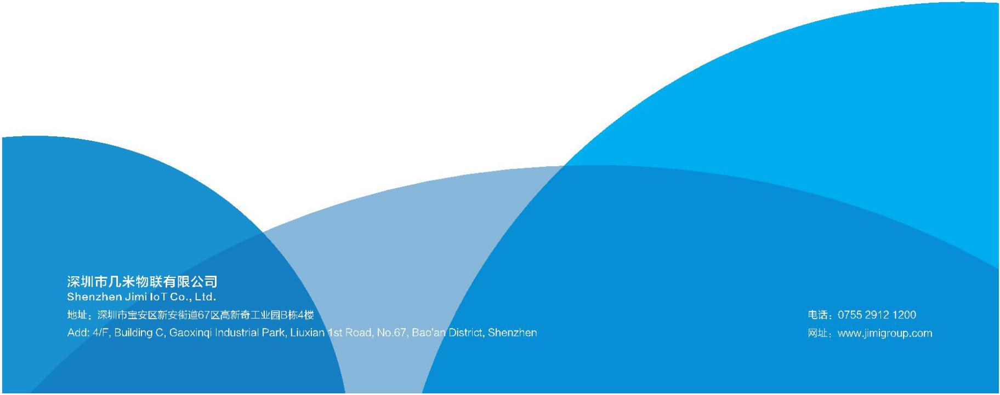 深圳市几米物联有限公司
Shenzhen Jimi IoT Co., Ltd.
地址：深圳市宝安区新安街道67区高新奇工业园B栋4楼
Add: 4/F, Building C, Gaoxinqi Industrial Park, Liuxian 1st Road, No.67, Bao'an District, Shenzhen
电话：0755 2912 1200
网址：www.jimigroup.com